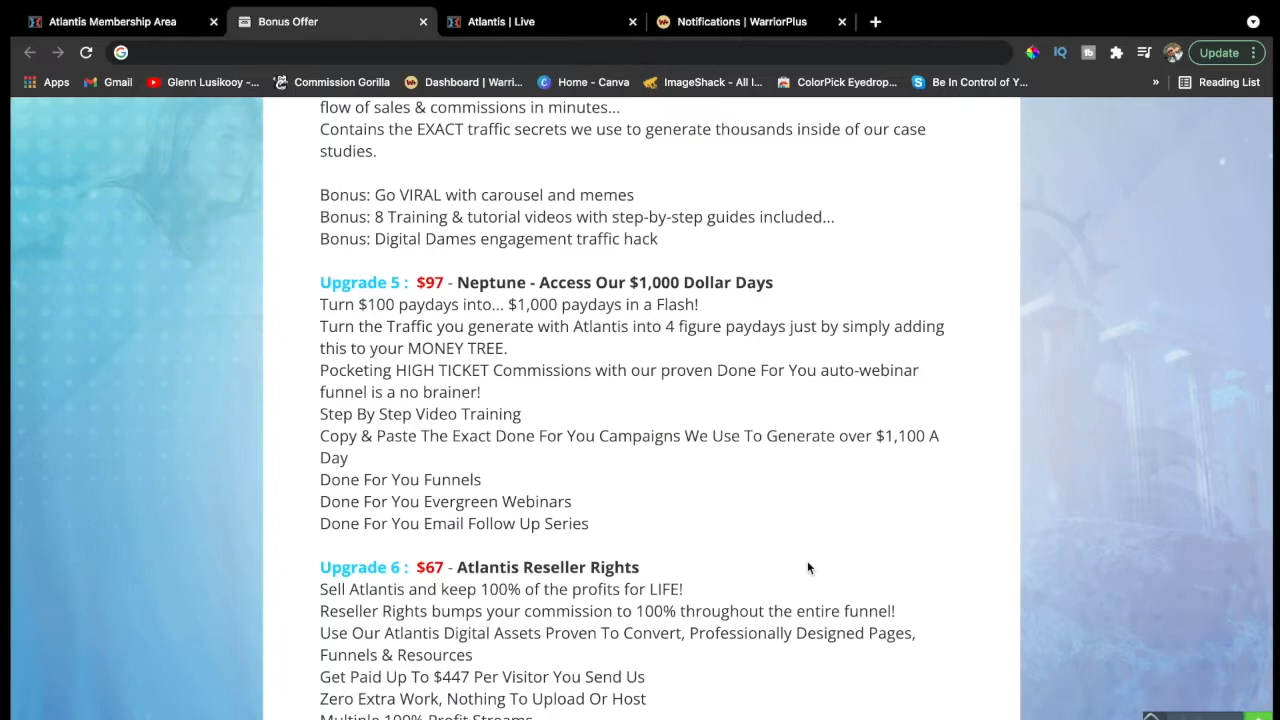 Atlantis Membership Area
Bonus Offer
Atlantis | Live
Notifications | WarriorPlus
Update
Apps
Gmail
Glenn Lusikooy -...
Commission Gorilla
Dashboard | Warri...
Home - Canva
ImageShack - All I...
ColorPick Eyedrop...
Be In Control of Y...
»
Reading List
flow of sales & commissions in minutes...
Contains the EXACT traffic secrets we use to generate thousands inside of our case
studies.
Bonus: Go VIRAL with carousel and memes
Bonus: 8 Training & tutorial videos with step-by-step guides included...
Bonus: Digital Dames engagement traffic hack
Upgrade 5 : $97 - Neptune - Access Our $1,000 Dollar Days
Turn $100 paydays into... $1,000 paydays in a Flash!
Turn the Traffic you generate with Atlantis into 4 figure paydays just by simply adding
this to your MONEY TREE.
Pocketing HIGH TICKET Commissions with our proven Done For You auto-webinar
funnel is a no brainer!
Step By Step Video Training
Copy & Paste The Exact Done For You Campaigns We Use To Generate over $1,100 A
Day
Done For You Funnels
Done For You Evergreen Webinars
Done For You Email Follow Up Series
Upgrade 6 : $67 - Atlantis Reseller Rights
Sell Atlantis and keep 100% of the profits for LIFE!
Reseller Rights bumps your commission to 100% throughout the entire funnel!
Use Our Atlantis Digital Assets Proven To Convert, Professionally Designed Pages,
Funnels & Resources
Get Paid Up To $447 Per Visitor You Send Us
Zero Extra Work, Nothing To Upload Or Host
Multiple 100% Profit Streams